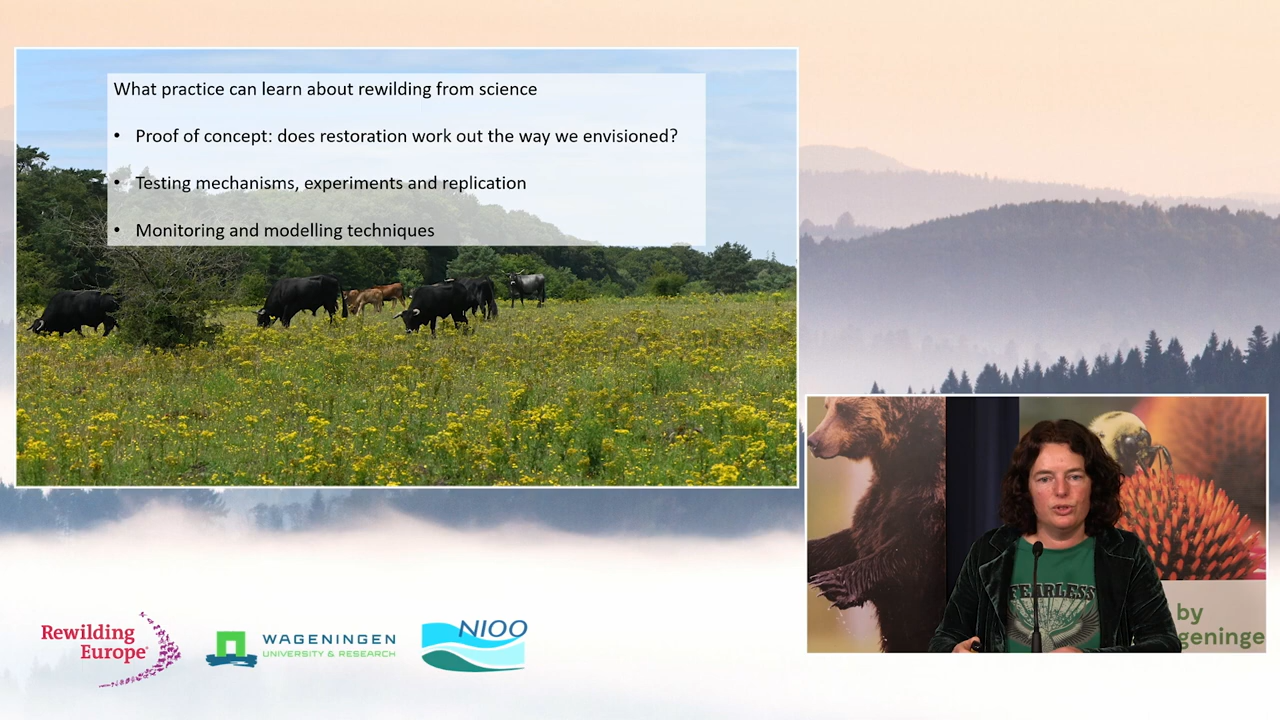 What practice can learn about rewilding from science
• Proof of concept: does restoration work out the way we envisioned?
• Testing mechanisms, experiments and replication
• Monitoring and modelling techniques
FEARLESS
by
geninge
Rewilding
Europe
WAGENINGEN
UNIVERSITY & RESEARCH
NIOO